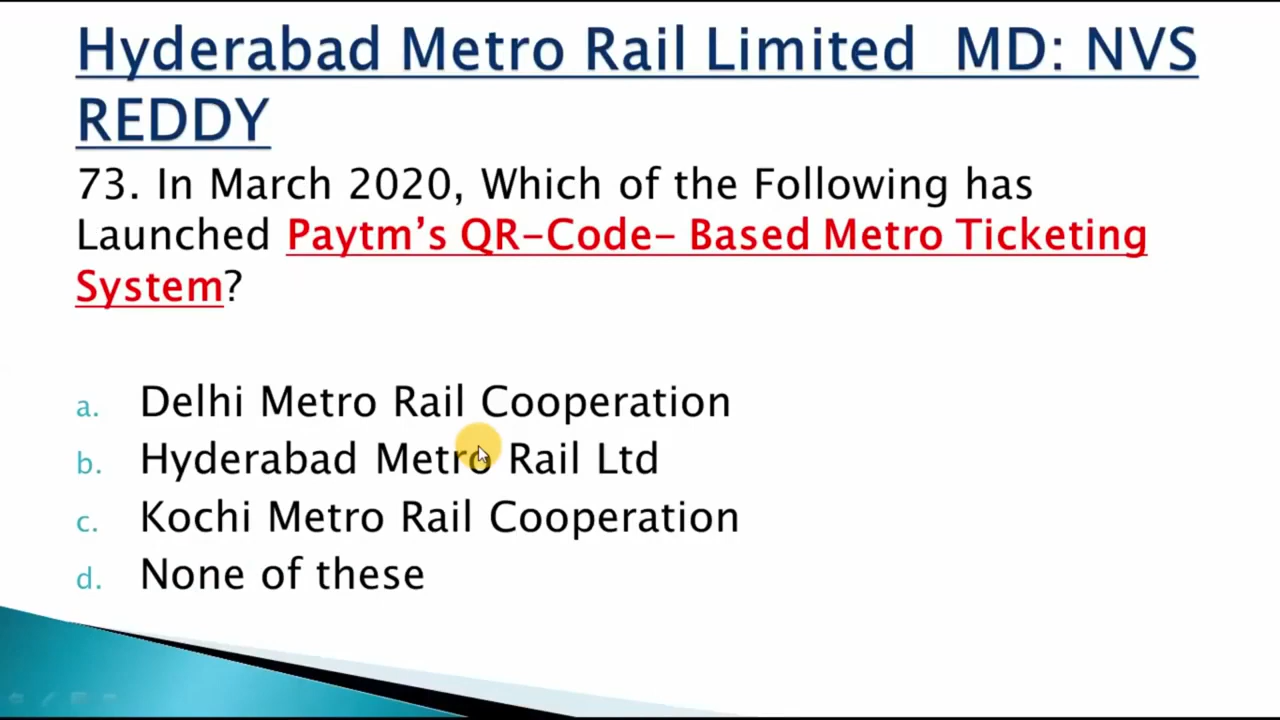 Hyderabad Metro Rail Limited  MD: NVS
REDDY
73. In March 2020, Which of the Following has
Launched Paytm’s QR-Code- Based Metro Ticketing
System?
a. Delhi Metro Rail Cooperation
b. Hyderabad Metro Rail Ltd
c. Kochi Metro Rail Cooperation
d. None of these